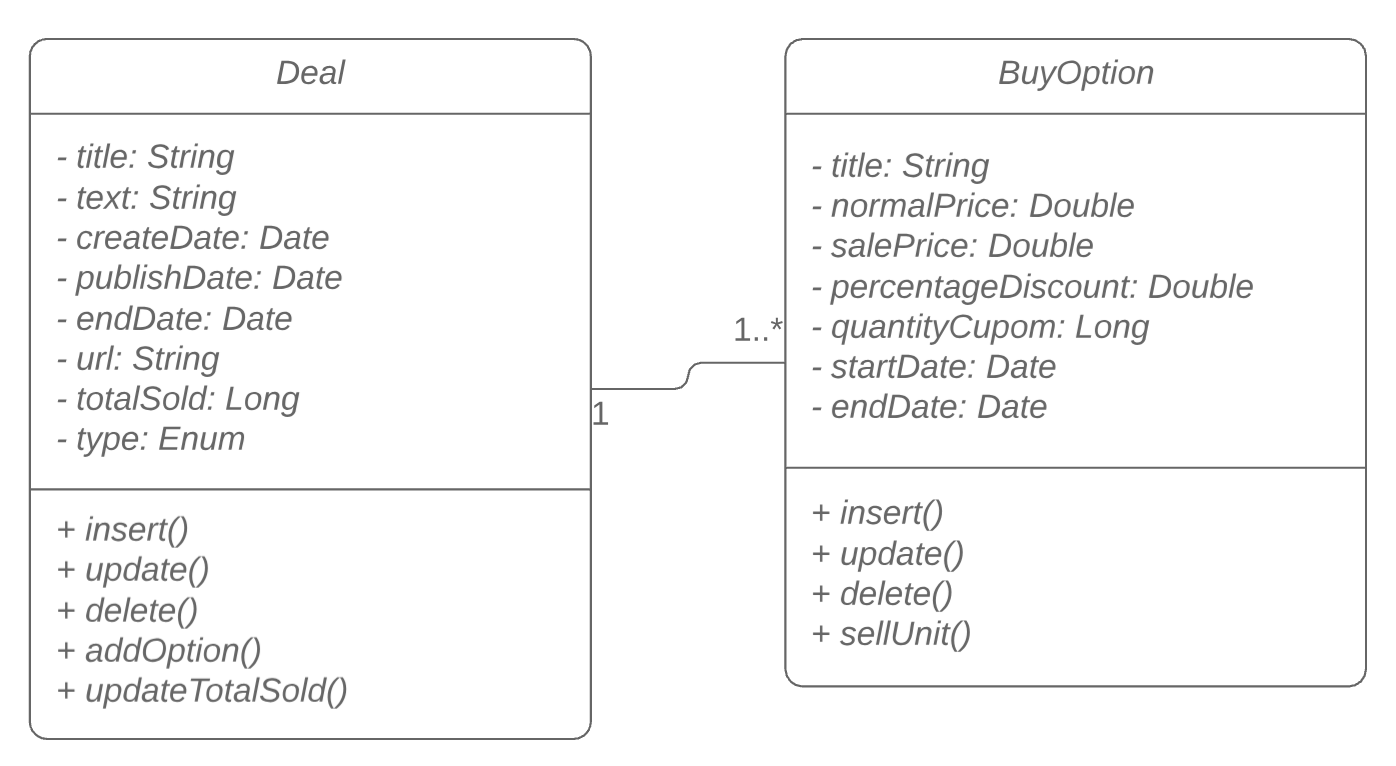 Deal
- title: String
- text: String
- createDate: Date
- publishDate: Date
- endDate: Date
- url: String
- totalSold: Long
- type: Enum
+ insert()
+ update()
+ delete()
+ addOption()
+ updateTotalSold()
1
1..*
BuyOption
- title: String
- normalPrice: Double
- salePrice: Double
- percentageDiscount: Double
- quantityCupom: Long
- startDate: Date
- endDate: Date
+ insert()
+ update()
+ delete()
+ sellUnit()